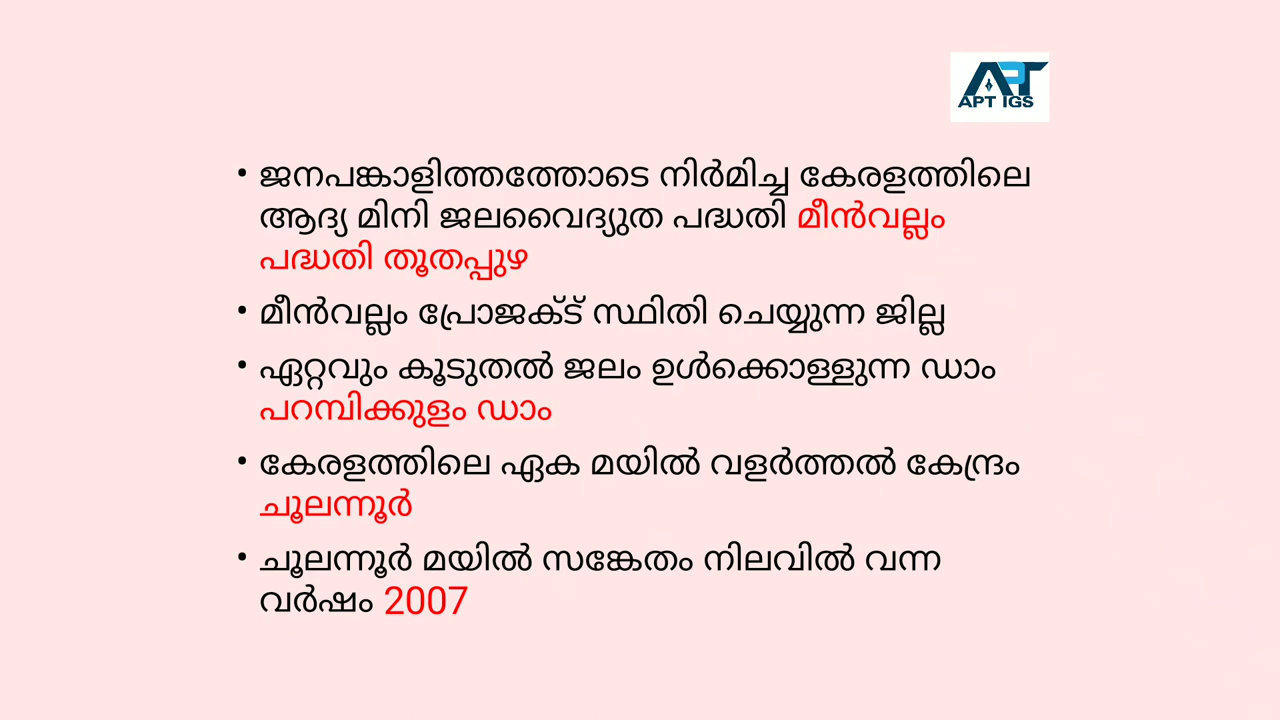 APT
APT IGS
• ജനപങ്കാളിത്തത്തോടെ നിർമിച്ച കേരളത്തിലെ
ആദ്യ മിനി ജലവൈദ്യുത പദ്ധതി മീൻവല്ലം
പദ്ധതി തൂതപ്പുഴ
• മീൻവല്ലം പ്രോജക്ട് സ്ഥിതി ചെയ്യുന്ന ജില്ല
• ഏറ്റവും കൂടുതൽ ജലം ഉൾക്കൊള്ളുന്ന ഡാം
പറമ്പിക്കുളം ഡാം
• കേരളത്തിലെ ഏക മയിൽ വളർത്തൽ കേന്ദ്രം
ചൂലന്നൂർ
• ചൂലന്നൂർ മയിൽ സങ്കേതം നിലവിൽ വന്ന
വർഷം 2007